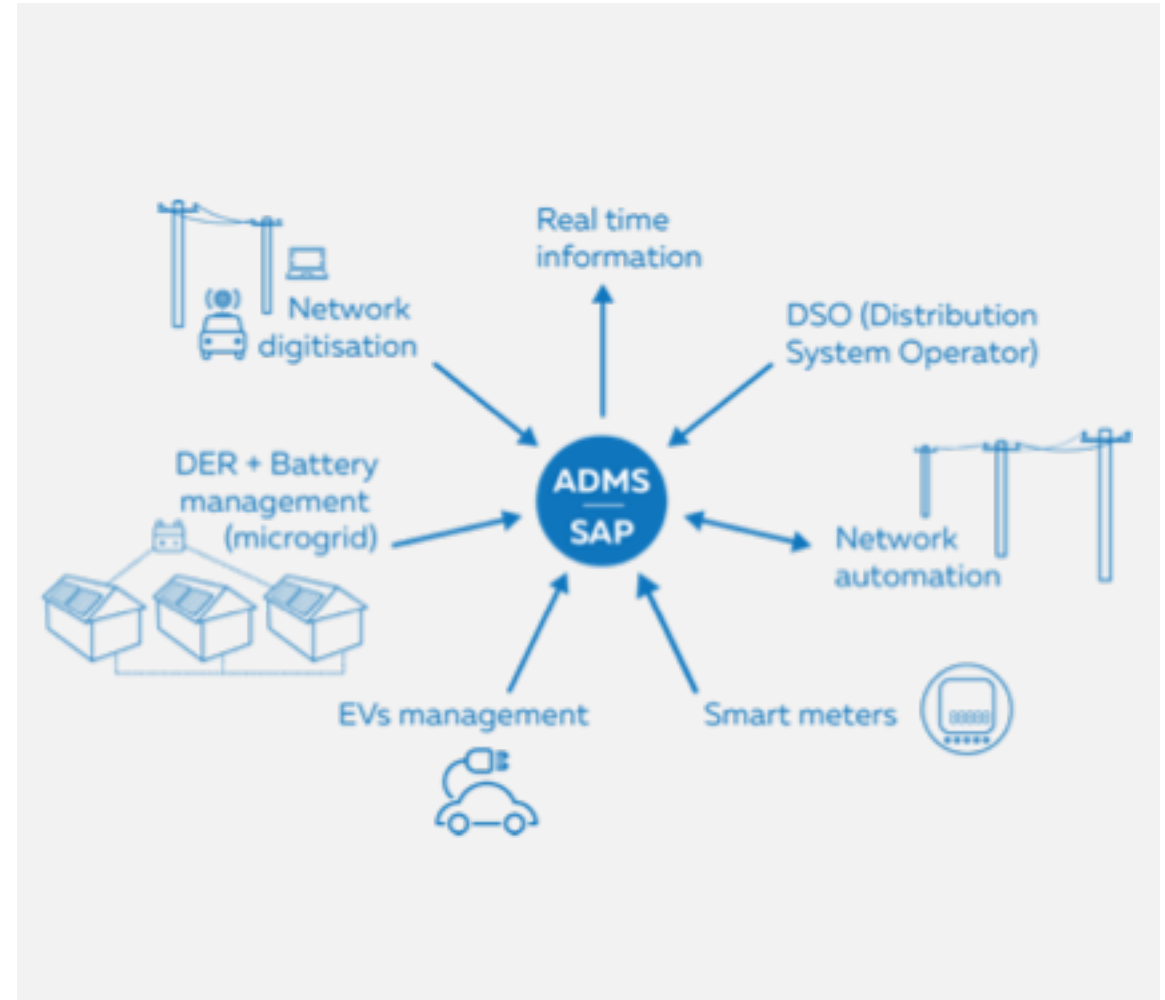 Real time
information
Network
digitisation
DSO (Distribution
System Operator)
DER + Battery
management
(microgrid)
ADMS
SAP
Network
automation
EVs management
Smart meters